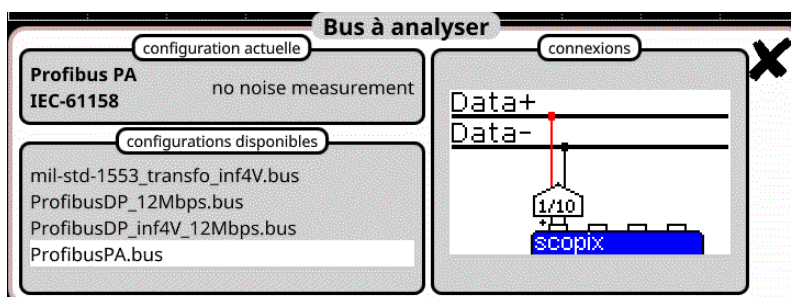 Bus à analyser
configuration actuelle
Profibus PA
IEC-61158
no noise measurement
configurations disponibles
mil-std-1553_transfo_inf4V.bus
ProfibusDP_12Mbps.bus
ProfibusDP_inf4V_12Mbps.bus
ProfibusPA.bus
connexions
Data+
Data-
1/10
+
scopix